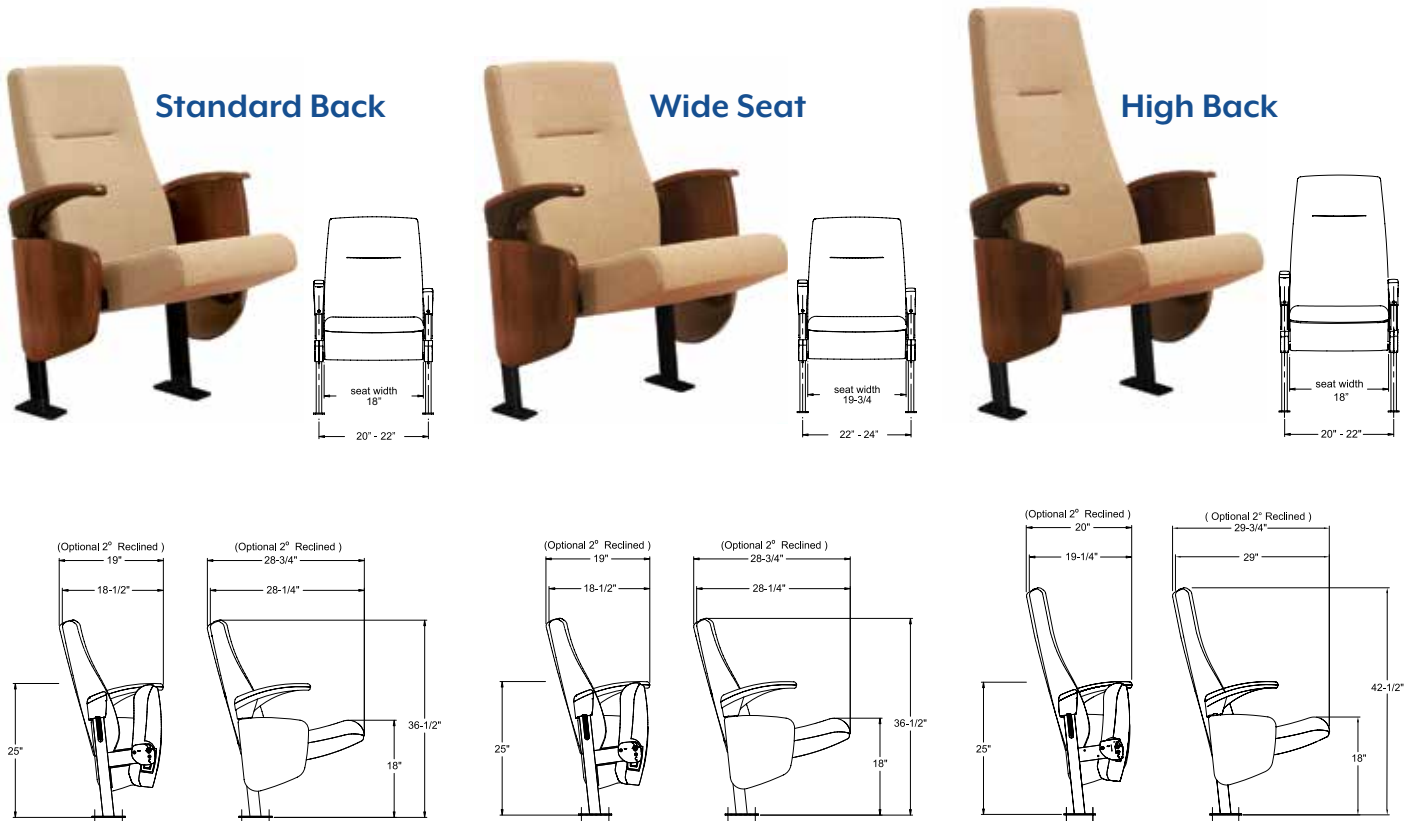 Standard Back
Wide Seat
High Back
seat width
18"
20" - 22"
seat width
19-3/4
22" - 24"
seat width
18"
20" - 22"
(Optional 2° Reclined )
19"
18-1/2"
25"
(Optional 2° Reclined )
28-3/4"
28-1/4"
36-1/2"
18"
(Optional 2° Reclined )
19"
18-1/2"
25"
(Optional 2° Reclined )
28-3/4"
28-1/4"
36-1/2"
18"
(Optional 2° Reclined )
20"
19-1/4"
25"
( Optional 2° Reclined )
29-3/4"
29"
42-1/2"
18"